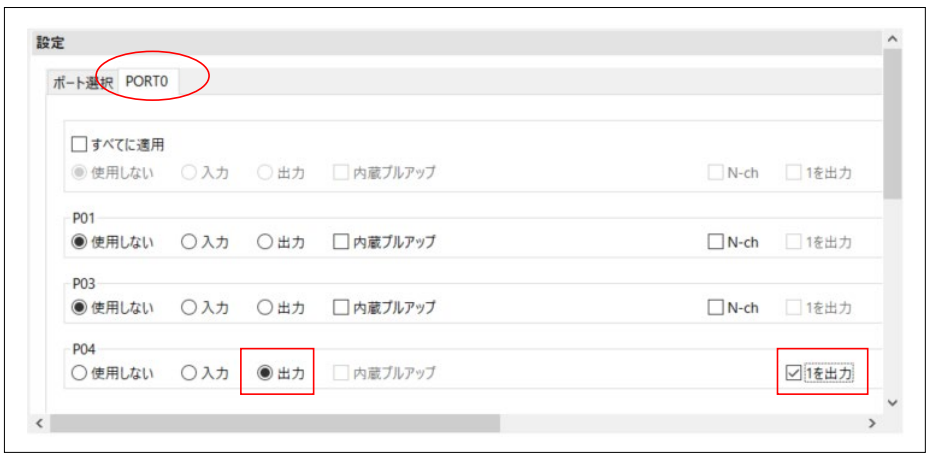 設定
ポート選択 PORT0
すべてに適用
使用しない 入力 出力 内蔵プルアップ N-ch 1を出力
P01
使用しない 入力 出力 内蔵プルアップ N-ch 1を出力
P03
使用しない 入力 出力 内蔵プルアップ N-ch 1を出力
P04
使用しない 入力 出力 内蔵プルアップ 1を出力